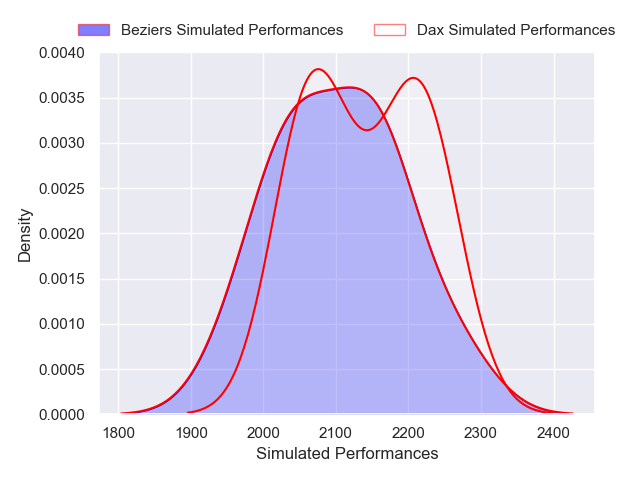 Beziers Simulated Performances Dax Simulated Performances
0.0040
0.0035
0.0030
0.0025
0.0020
0.0015
0.0010
0.0005
0.0000
Density
1800 1900 2000 2100 2200 2300 2400
Simulated Performances